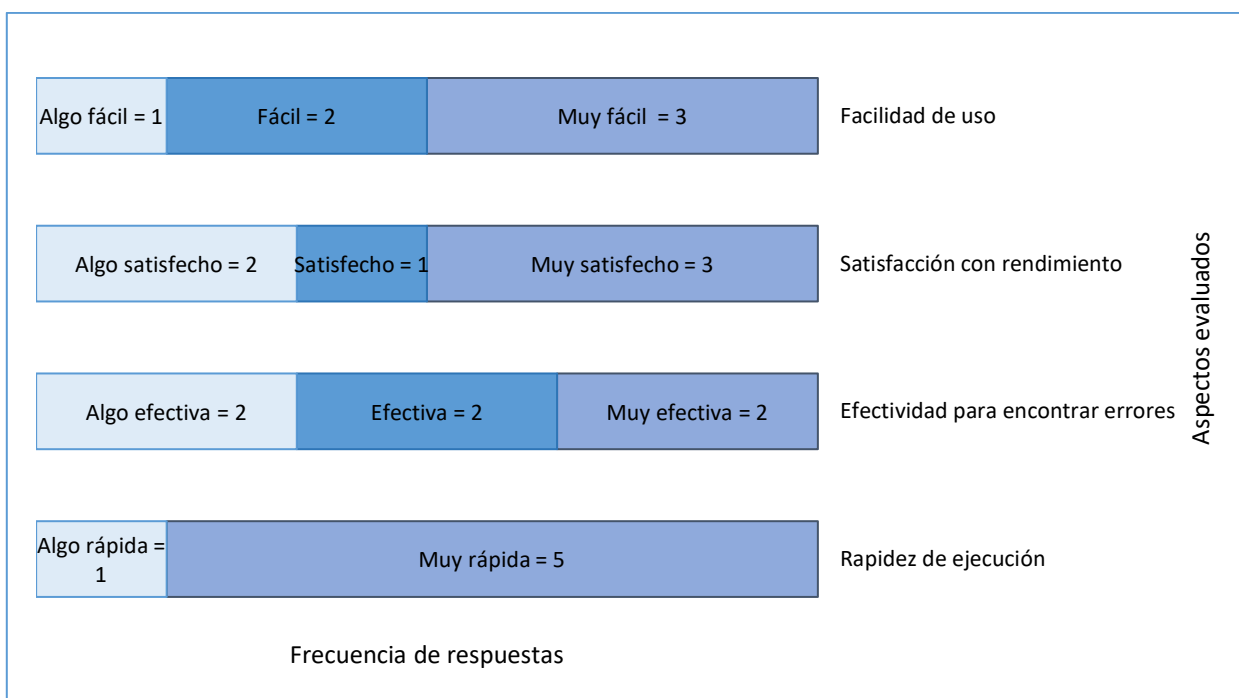 Algo fácil = 1
Fácil = 2
Muy fácil = 3
Facilidad de uso
Algo satisfecho = 2
Satisfecho = 1
Muy satisfecho = 3
Satisfacción con rendimiento
Algo efectiva = 2
Efectiva = 2
Muy efectiva = 2
Efectividad para encontrar errores
Algo rápida =
1
Muy rápida = 5
Rapidez de ejecución
Aspectos evaluados
Frecuencia de respuestas